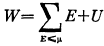 W = ∑_{E≤μ} E + U